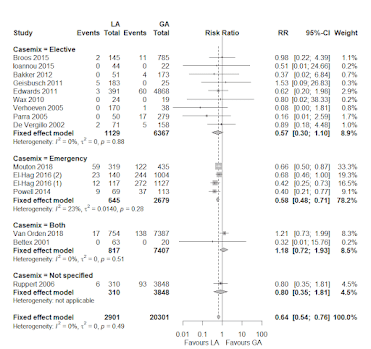 LA GA
Study Events Total Events Total Risk Ratio RR 95%-CI Weight
Casemix = Elective
Broos 2015 2 145 11 785 0.98 [0.22; 4.39] 1.1%
Ioannou 2015 0 44 0 22 0.51 [0.01; 24.66] 0.2%
Bakker 2012 0 51 4 173 0.37 [0.02; 6.84] 0.3%
Geisbusch 2011 5 183 0 25 1.53 [0.09; 26.83] 0.3%
Edwards 2011 3 391 60 4868 0.62 [0.20; 1.98] 1.8%
Wax 2010 0 24 0 19 0.80 [0.02; 38.33] 0.2%
Verhoeven 2005 0 170 1 38 0.08 [0.00; 1.81] 0.2%
Parra 2005 0 50 17 279 0.16 [0.01; 2.59] 0.3%
De Vergilio 2002 2 71 5 158 0.89 [0.18; 4.48] 0.9%
Fixed effect model 1129 6367 0.57 [0.30; 1.10] 8.9%
Heterogeneity: I² = 0%, τ² = 0, p = 0.88
Casemix = Emergency
Mouton 2018 59 319 122 435 0.66 [0.50; 0.87] 33.3%
El-Hag 2016 (2) 23 140 244 1004 0.68 [0.46; 1.00]
El-Hag 2016 (1) 12 117 272 1127 0.42 [0.25; 0.73]
Powell 2014 9 69 37 113 0.40 [0.21; 0.77]
Fixed effect model 645 2679 0.58 [0.48; 0.71] 78.2%
Heterogeneity: I² = 23%, τ² = 0.0140, p = 0.28
Casemix = Both
Van Orden 2018 17 754 138 7387 1.21 [0.73; 1.99] 8.3%
Bettex 2001 0 63 0 20 0.32 [0.01; 15.76] 0.2%
Fixed effect model 817 7407 1.18 [0.72; 1.93] 8.5%
Heterogeneity: I² = 0%, τ² = 0, p = 0.51
Casemix = Not specified
Ruppert 2006 6 310 93 3848 0.80 [0.35; 1.81] 4.5%
Fixed effect model 310 3848 0.80 [0.35; 1.81] 4.5%
Heterogeneity: not applicable
Fixed effect model 2901 20301 0.64 [0.54; 0.76] 100.0%
Heterogeneity: I² = 0%, τ² = 0, p = 0.49
0.01 0.1 1 10 100
Favours LA Favours GA